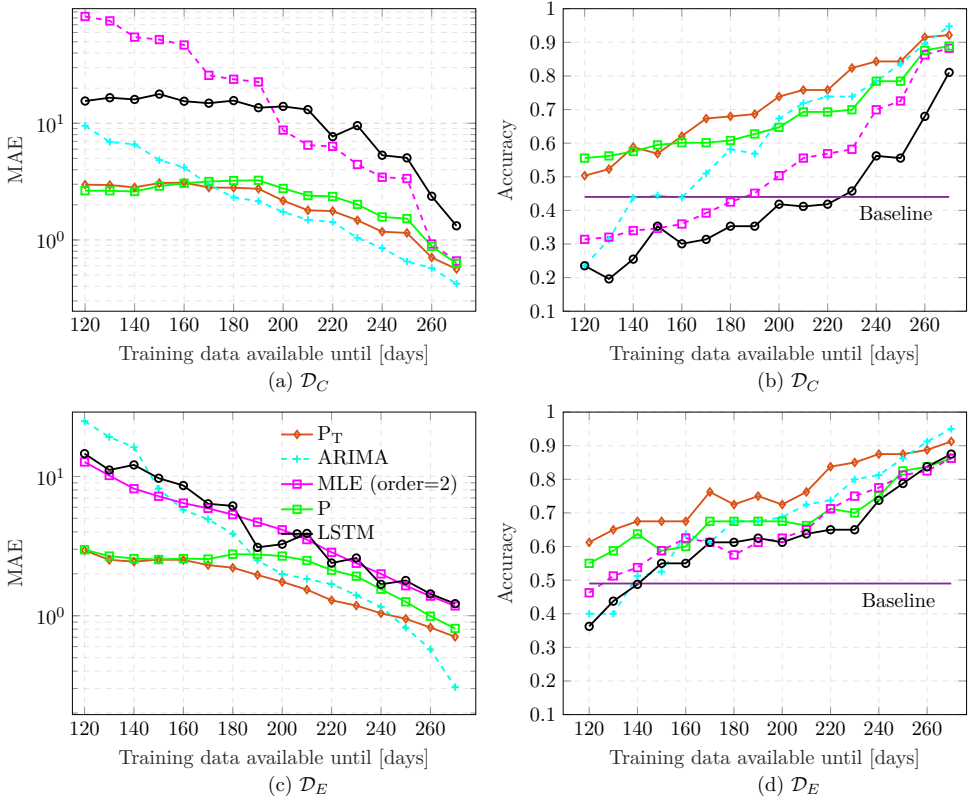 10^1
10^0
MAE
120 140 160 180 200 220 240 260
Training data available until [days]
(a) 𝒟_C
1
0.9
0.8
0.7
0.6
0.5
0.4
0.3
0.2
0.1
Accuracy
Baseline
120 140 160 180 200 220 240 260
Training data available until [days]
(b) 𝒟_C
10^1
10^0
MAE
P_T
ARIMA
MLE (order=2)
P
LSTM
120 140 160 180 200 220 240 260
Training data available until [days]
(c) 𝒟_E
1
0.9
0.8
0.7
0.6
0.5
0.4
0.3
0.2
0.1
Accuracy
Baseline
120 140 160 180 200 220 240 260
Training data available until [days]
(d) 𝒟_E